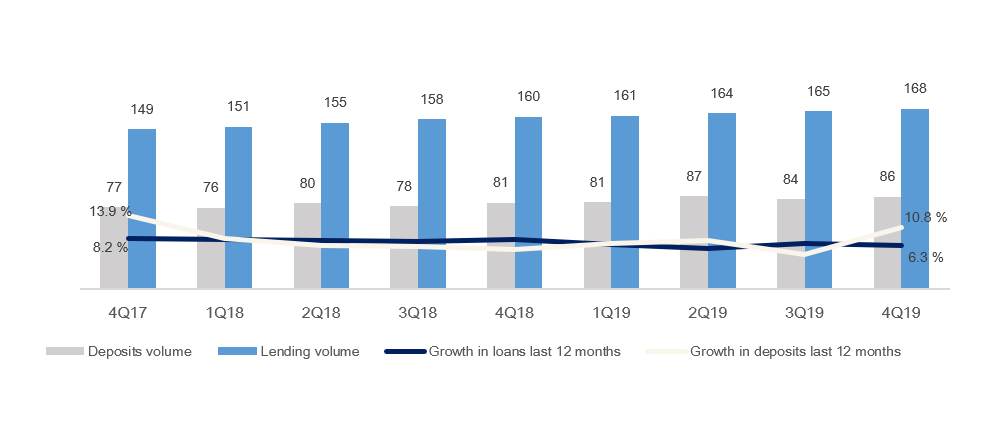 149 151 155 158 160 161 164 165 168
77 76 80 78 81 81 87 84 86
13.9 % 10.8 %
8.2 % 6.3 %
4Q17 1Q18 2Q18 3Q18 4Q18 1Q19 2Q19 3Q19 4Q19
Deposits volume Lending volume Growth in loans last 12 months Growth in deposits last 12 months